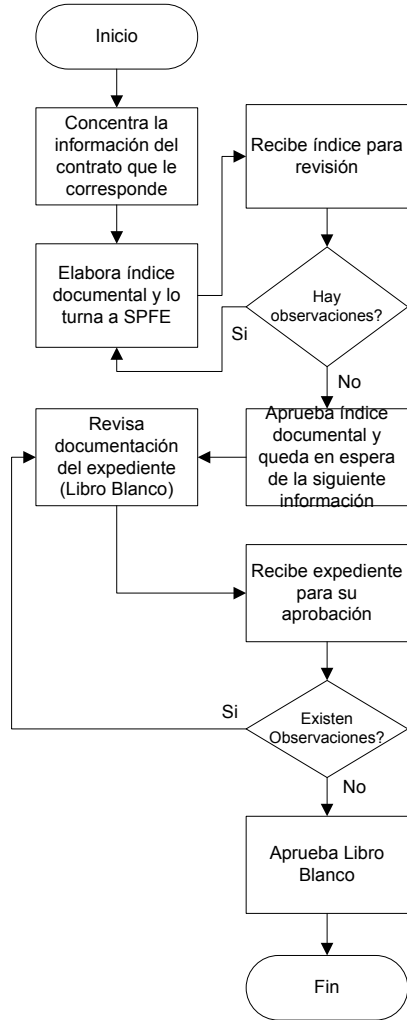 Inicio
Concentra la
información del
contrato que le
corresponde
Recibe índice para
revisión
Elabora índice
documental y lo
turna a SPFE
Hay
observaciones?
Si
No
Aprueba índice
documental y
queda en espera
de la siguiente
información
Revisa
documentación
del expediente
(Libro Blanco)
Recibe expediente
para su
aprobación
Existen
Observaciones?
Si
No
Aprueba Libro
Blanco
Fin